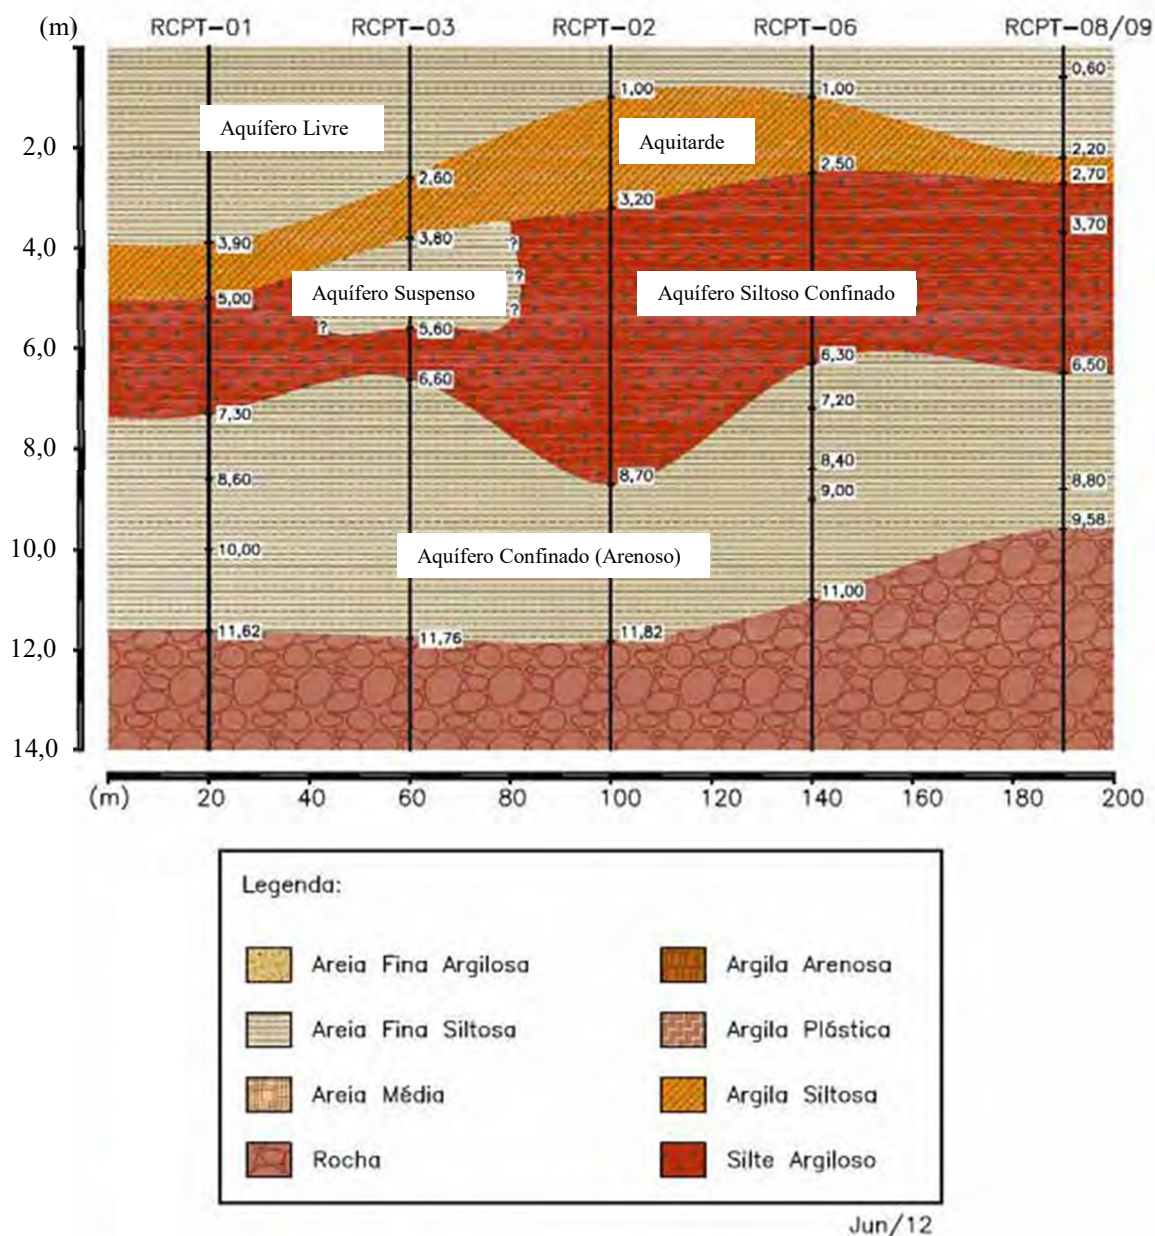 (m) RCPT-01 RCPT-03 RCPT-02 RCPT-06 RCPT-08/09
0,60
1,00 1,00
Aquífero Livre
Aquitarde
2,0
2,20
2,50
2,60
2,70
3,20
3,70
3,80
3,90
?
4,0
?
5,00
Aquífero Suspenso
Aquífero Siltoso Confinado
?
?
5,60
6,0
6,30
6,50
6,60
7,20
7,30
8,0
8,40
8,60
8,70
8,80
9,00
9,58
10,0
10,00
Aquífero Confinado (Arenoso)
11,00
11,62
11,76
11,82
12,0
14,0
(m) 20 40 60 80 100 120 140 160 180 200
Legenda:
Areia Fina Argilosa
Areia Fina Siltosa
Areia Média
Rocha
Argila Arenosa
Argila Plástica
Argila Siltosa
Silte Argiloso
Jun/12